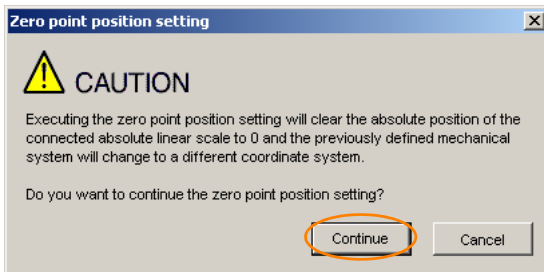 Zero point position setting
CAUTION
Executing the zero point position setting will clear the absolute position of the
connected absolute linear scale to 0 and the previously defined mechanical
system will change to a different coordinate system.
Do you want to continue the zero point position setting?
Continue Cancel